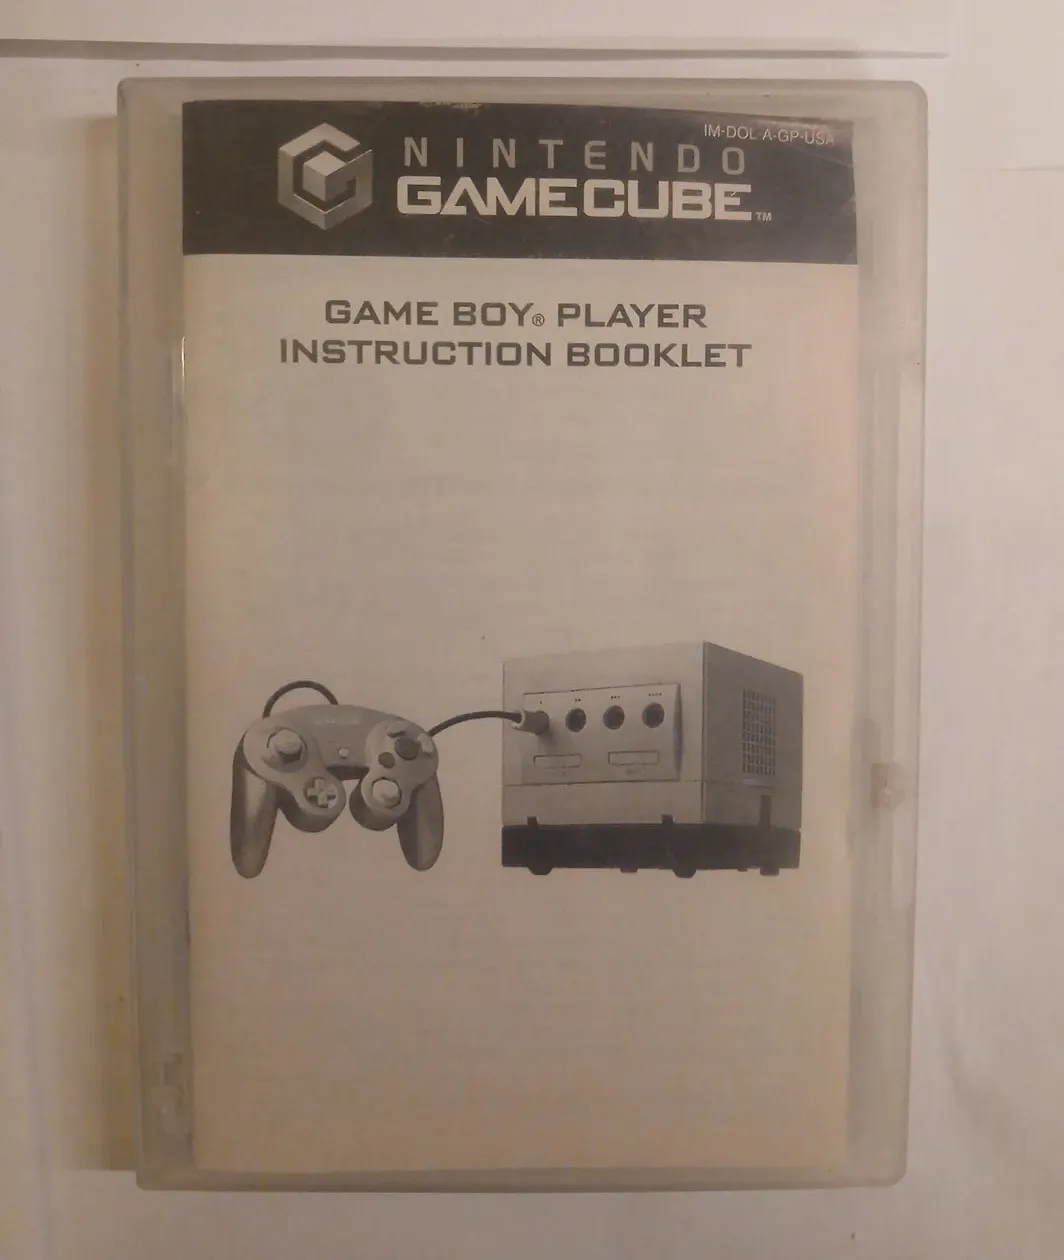 IM-DOL-A-GP-USA
NINTENDO
GAMECUBE™
GAME BOY® PLAYER
INSTRUCTION BOOKLET